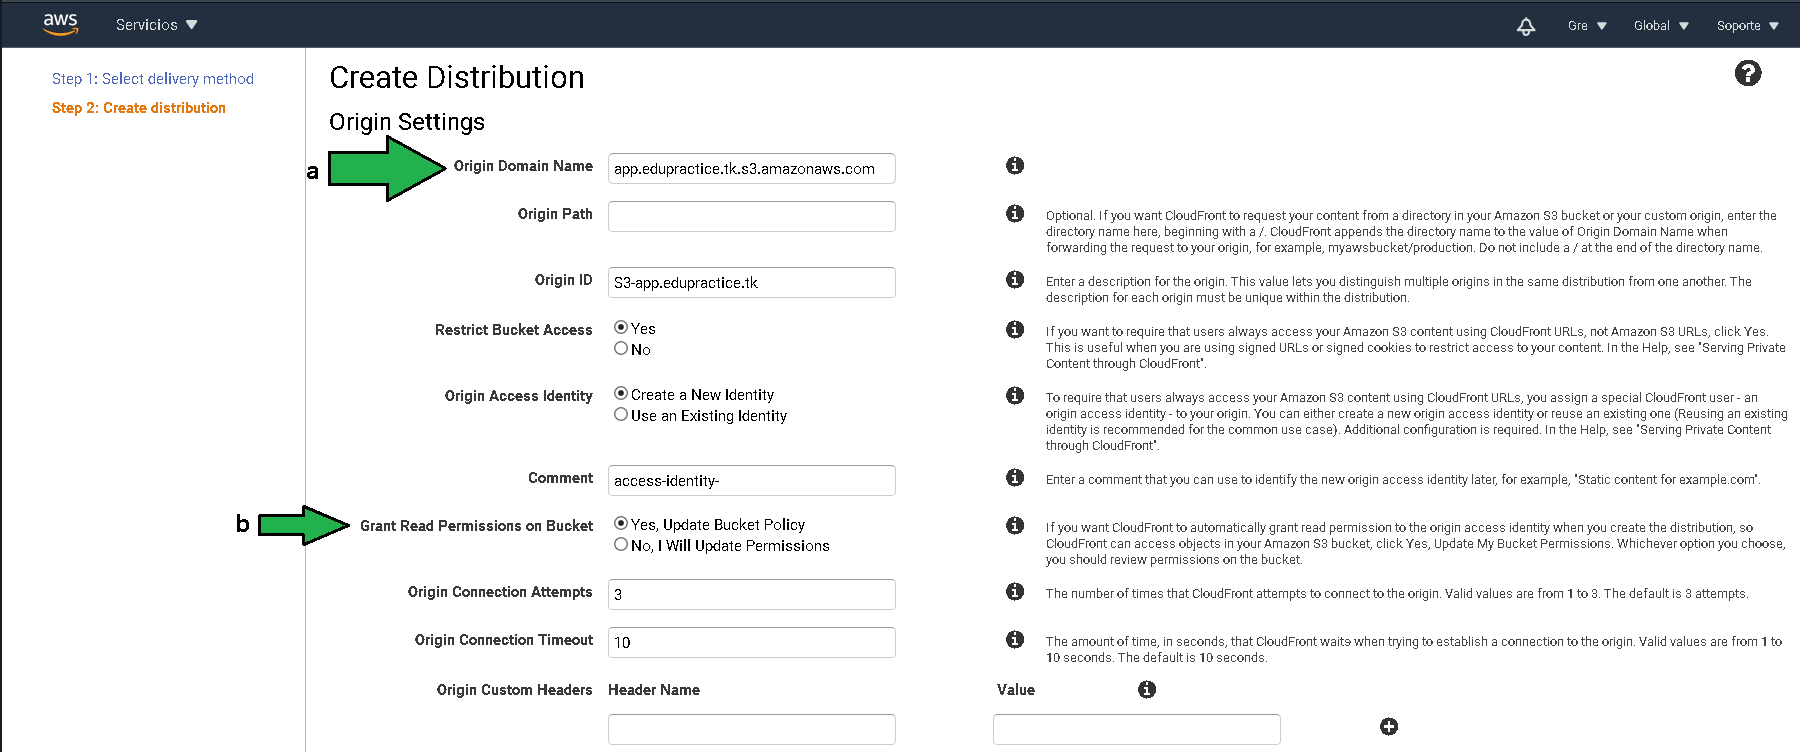 aws
Servicios
Gre
Global
Soporte
Step 1: Select delivery method
Step 2: Create distribution
Create Distribution
Origin Settings
a
Origin Domain Name
app.edupractice.tk.s3.amazonaws.com
Origin Path
Optional. If you want CloudFront to request your content from a directory in your Amazon S3 bucket or your custom origin, enter the
directory name here, beginning with a /. CloudFront appends the directory name to the value of Origin Domain Name when
forwarding the request to your origin, for example, myawsbucket/production. Do not include a / at the end of the directory name.
Origin ID
S3-app.edupractice.tk
Enter a description for the origin. This value lets you distinguish multiple origins in the same distribution from one another. The
description for each origin must be unique within the distribution.
Restrict Bucket Access
Yes
No
If you want to require that users always access your Amazon S3 content using CloudFront URLs, not Amazon S3 URLs, click Yes.
This is useful when you are using signed URLs or signed cookies to restrict access to your content. In the Help, see "Serving Private
Content through CloudFront".
Origin Access Identity
Create a New Identity
Use an Existing Identity
To require that users always access your Amazon S3 content using CloudFront URLs, you assign a special CloudFront user - an
origin access identity - to your origin. You can either create a new origin access identity or reuse an existing one (Reusing an existing
identity is recommended for the common use case). Additional configuration is required. In the Help, see "Serving Private Content
through CloudFront".
Comment
access-identity-
Enter a comment that you can use to identify the new origin access identity later, for example, "Static content for example.com".
b
Grant Read Permissions on Bucket
Yes, Update Bucket Policy
No, I Will Update Permissions
If you want CloudFront to automatically grant read permission to the origin access identity when you create the distribution, so
CloudFront can access objects in your Amazon S3 bucket, click Yes, Update My Bucket Permissions. Whichever option you choose,
you should review permissions on the bucket.
Origin Connection Attempts
3
The number of times that CloudFront attempts to connect to the origin. Valid values are from 1 to 3. The default is 3 attempts.
Origin Connection Timeout
10
The amount of time, in seconds, that CloudFront waits when trying to establish a connection to the origin. Valid values are from 1 to
10 seconds. The default is 10 seconds.
Origin Custom Headers
Header Name
Value